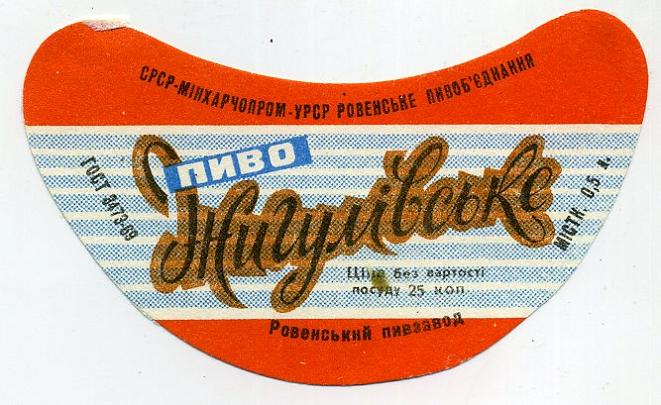 СРСР-МІНХАРЧОПРОМ-УРСР РОВЕНСЬКЕ ПИВОБ'ЄДНАННЯ
ПИВО
Жигулівське
ГОСТ 3473-69
МІСТК. 0,5 л.
Ціна без вартості
посуду 25 коп
Ровенський пивзавод